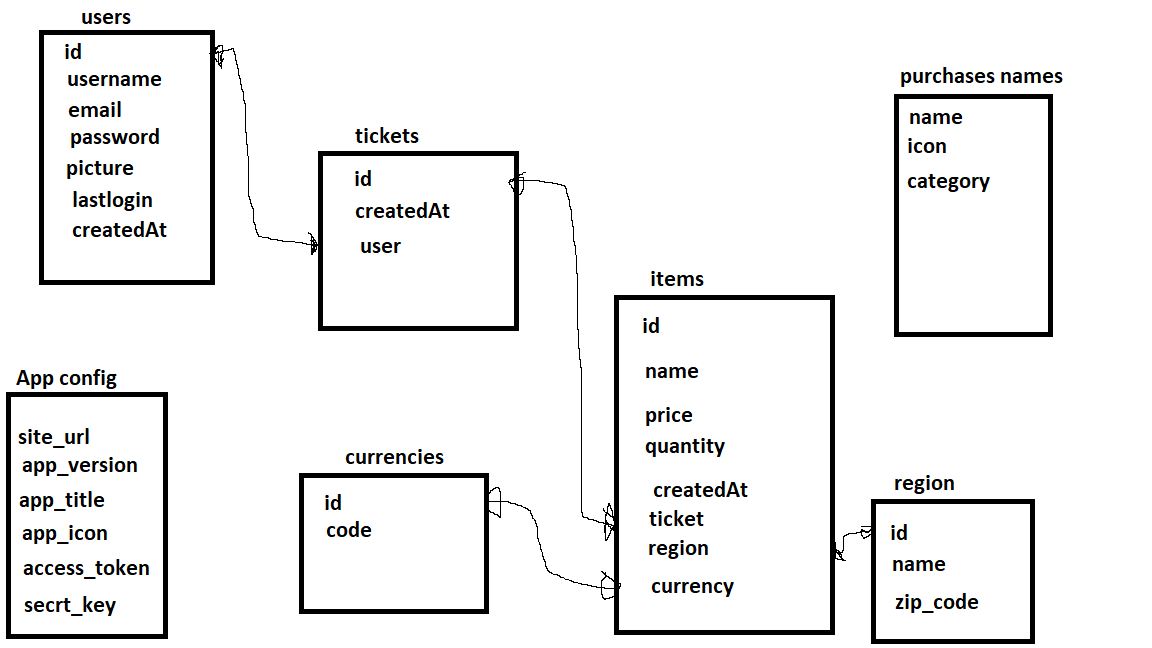 users
id
username
email
password
picture
lastlogin
createdAt
tickets
id
createdAt
user
purchases names
name
icon
category
items
id
name
price
quantity
createdAt
ticket
region
currency
App config
site_url
app_version
app_title
app_icon
access_token
secrt_key
currencies
id
code
region
id
name
zip_code